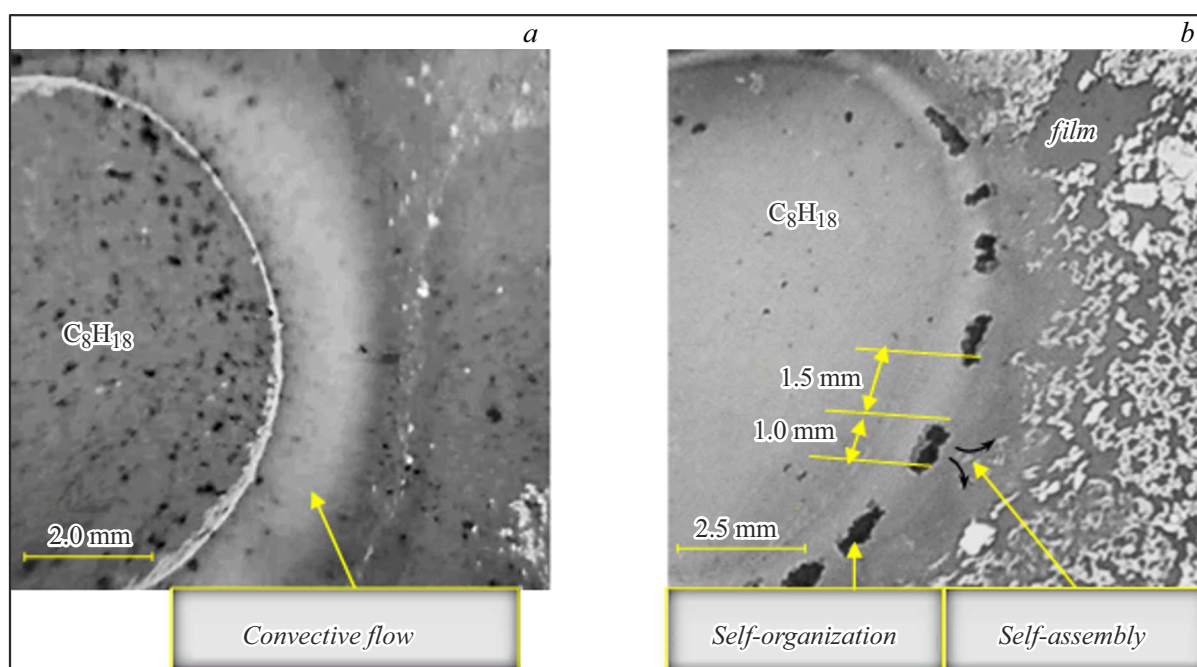 a
C₈H₁₈
2.0 mm
Convective flow
b
film
C₈H₁₈
1.5 mm
1.0 mm
2.5 mm
Self-organization
Self-assembly